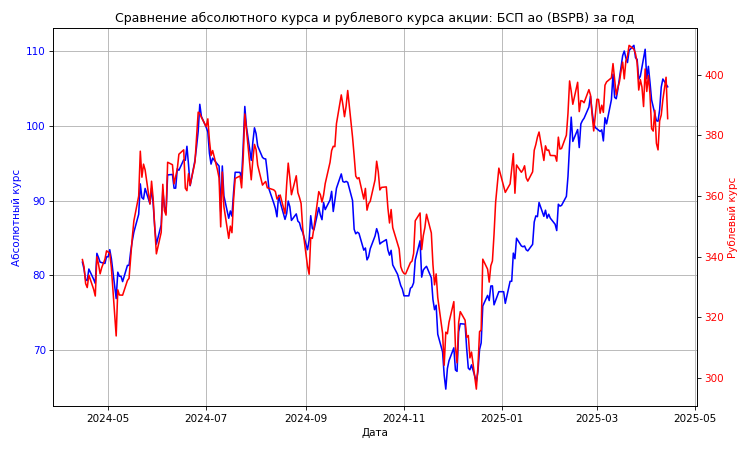 Сравнение абсолютного курса и рублевого курса акции: БСП ао (BSPB) за год
Абсолютный курс
110
100
90
80
70
400
380
360
340
320
300
Рублевый курс
2024-05 2024-07 2024-09 2024-11 2025-01 2025-03 2025-05
Дата